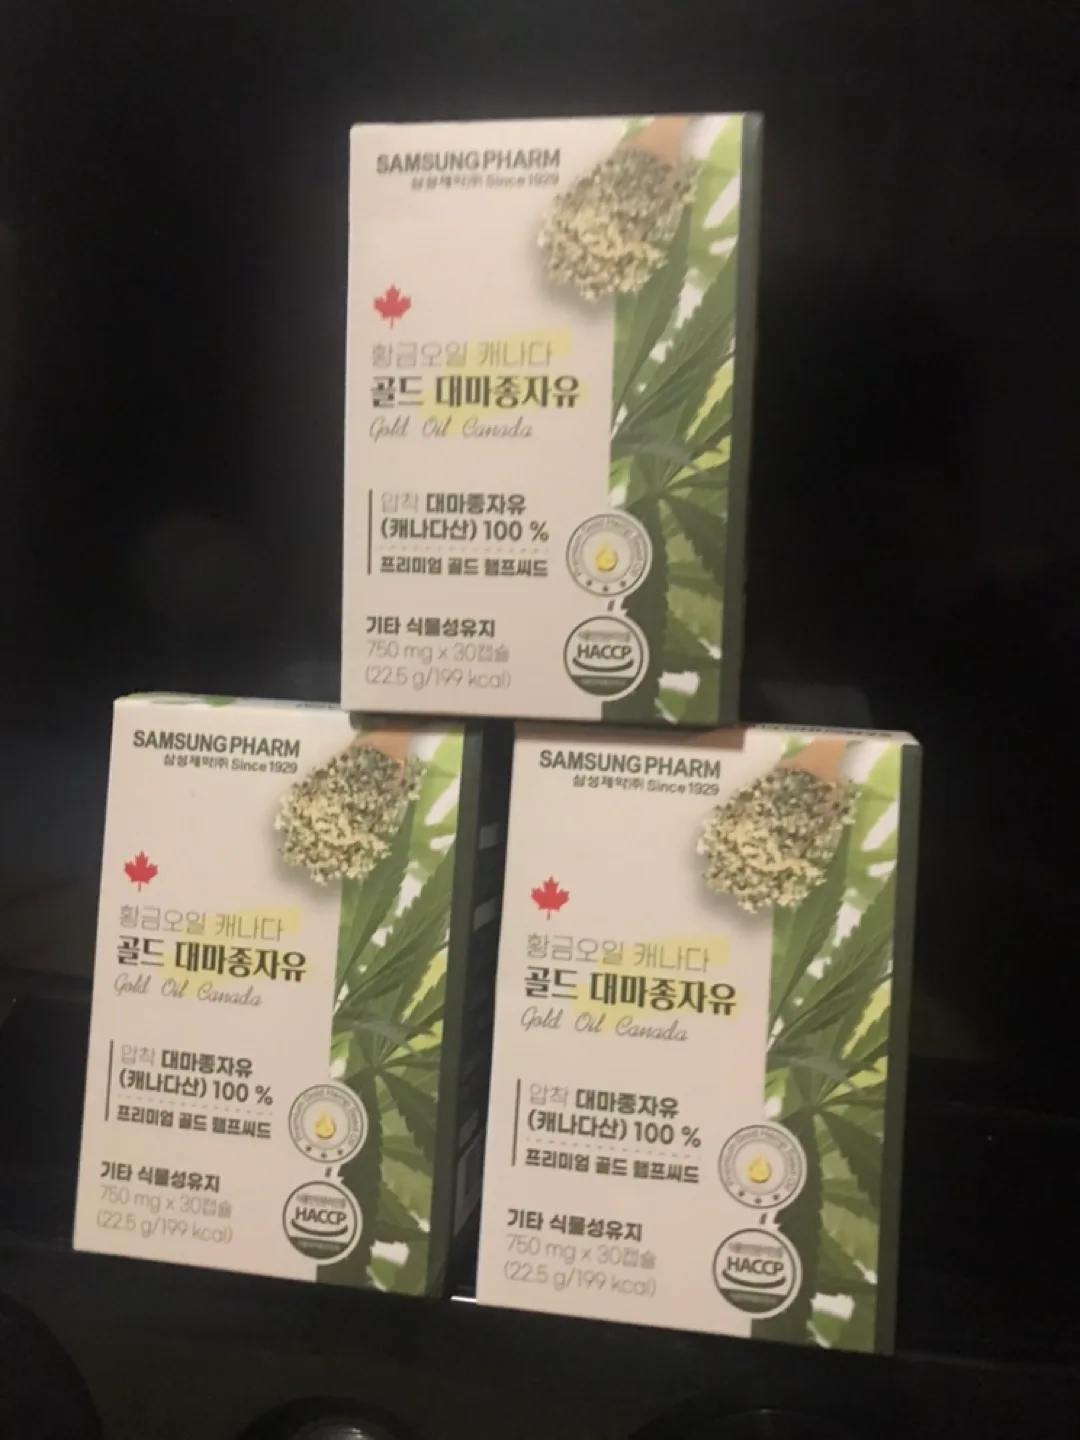 SAMSUNG PHARM
삼성제약㈜ Since 1929
황금오일 캐나다
골드 대마종자유
Gold Oil Canada
압착 대마종자유
(캐나다산) 100 %
프리미엄 골드 햄프씨드
기타 식물성유지
750 mg x 30캡슐
(22.5 g/199 kcal)
HACCP
SAMSUNG PHARM
삼성제약㈜ Since 1929
황금오일 캐나다
골드 대마종자유
Gold Oil Canada
압착 대마종자유
(캐나다산) 100 %
프리미엄 골드 햄프씨드
기타 식물성유지
750 mg x 30캡슐
(22.5 g/199 kcal)
HACCP
SAMSUNG PHARM
삼성제약㈜ Since 1929
황금오일 캐나다
골드 대마종자유
Gold Oil Canada
압착 대마종자유
(캐나다산) 100 %
프리미엄 골드 햄프씨드
기타 식물성유지
750 mg x 30캡슐
(22.5 g/199 kcal)
HACCP